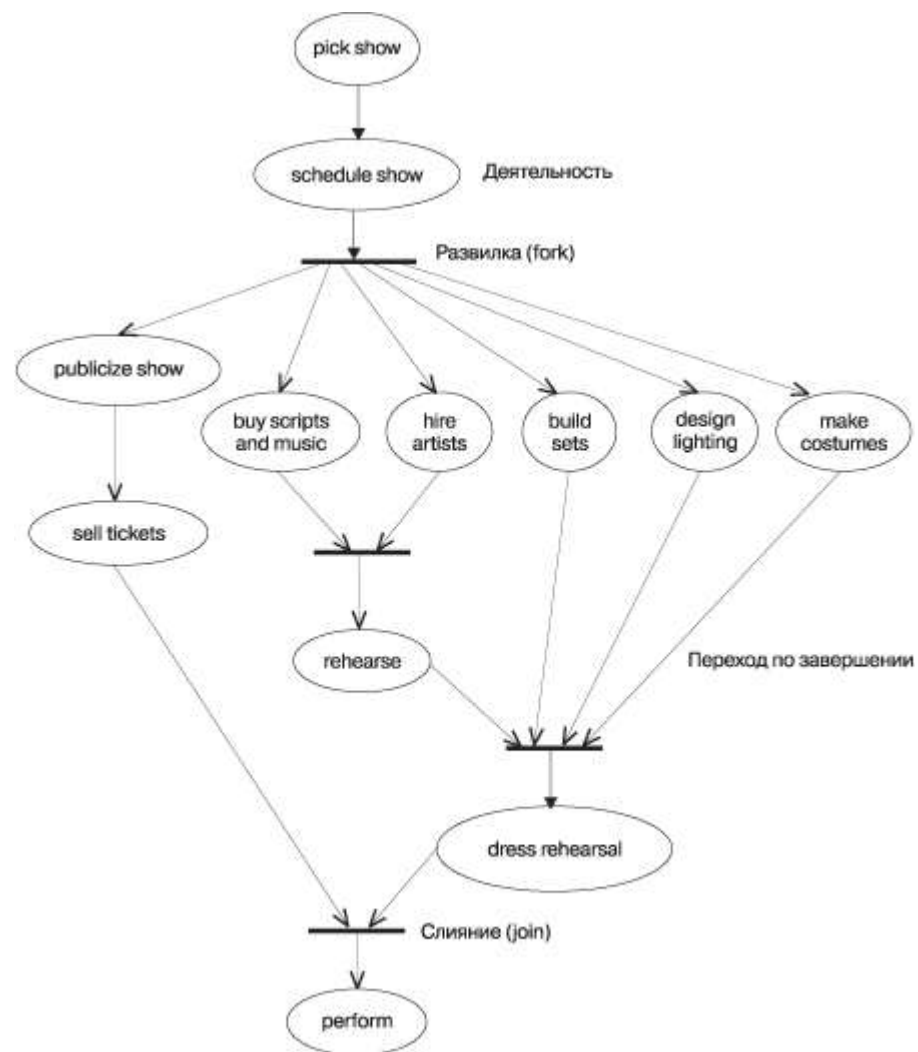 pick show
schedule show
Деятельность
Развилка (fork)
publicize show
buy scripts
and music
hire
artists
build
sets
design
lighting
make
costumes
sell tickets
rehearse
Переход по завершении
dress rehearsal
Слияние (join)
perform